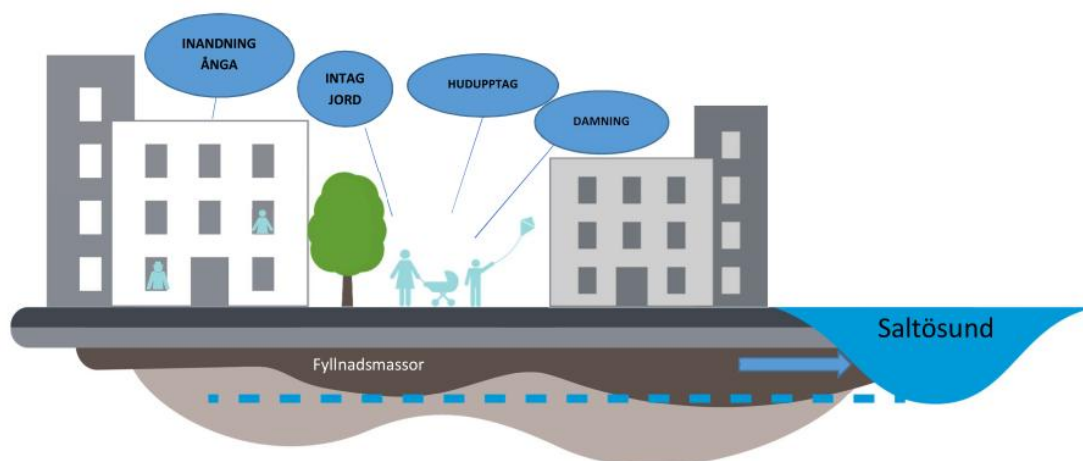 INANDNING
ÅNGA
INTAG
JORD
HUDUPPTAG
DAMNING
Saltösund
Fyllnadsmassor